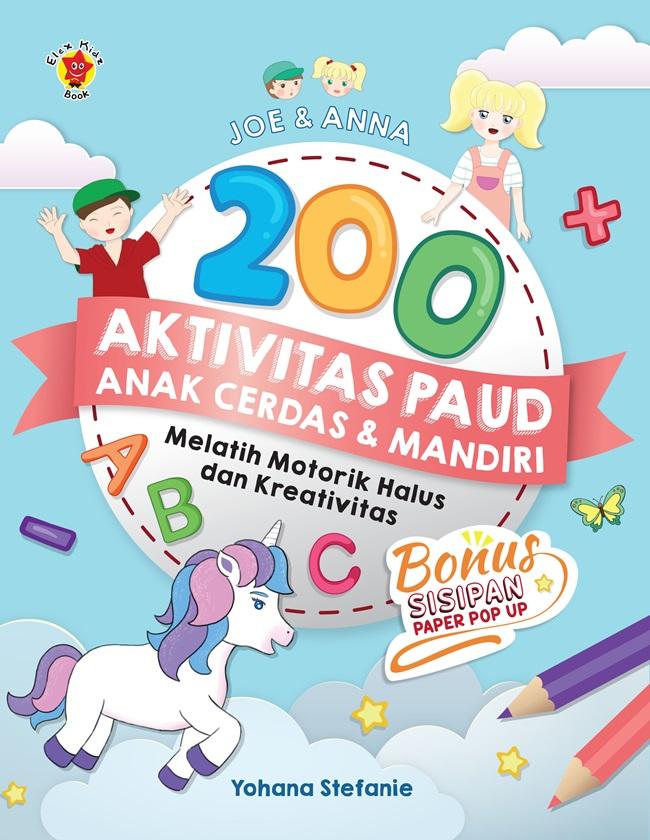 Elex Kidz
Book
JOE & ANNA
200
AKTIVITAS PAUD
ANAK CERDAS & MANDIRI
Melatih Motorik Halus
dan Kreativitas
A
B
C
Bonus
SISIPAN
PAPER POP UP
Yohana Stefanie